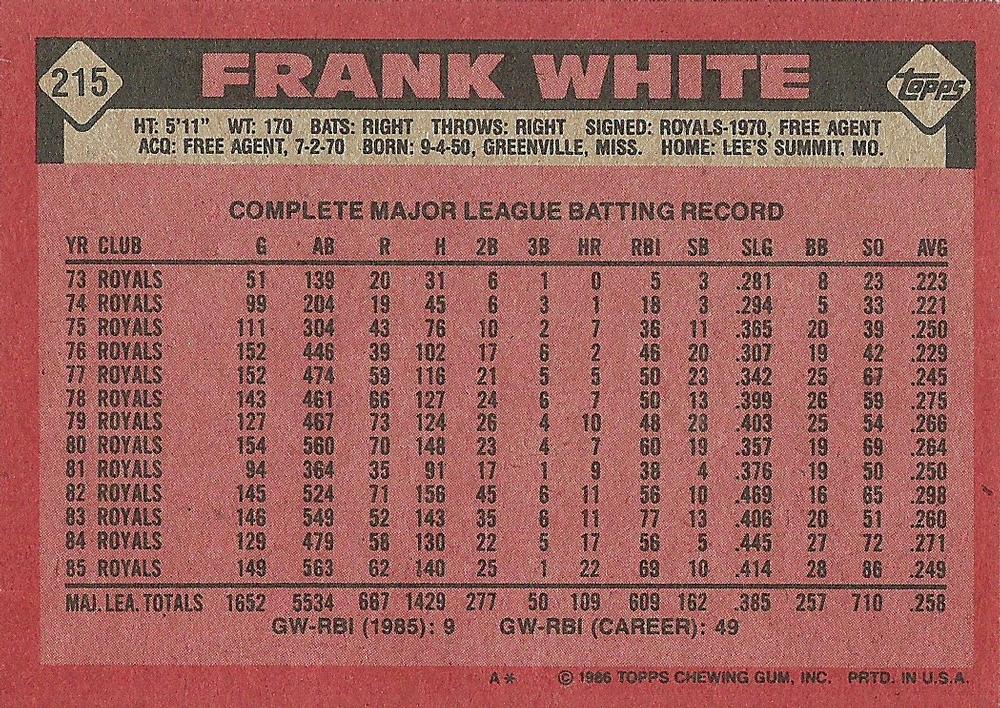 215 FRANK WHITE Topps
HT: 5'11" WT: 170 BATS: RIGHT THROWS: RIGHT SIGNED: ROYALS-1970, FREE AGENT
ACQ: FREE AGENT, 7-2-70 BORN: 9-4-50, GREENVILLE, MISS. HOME: LEE'S SUMMIT, MO.
COMPLETE MAJOR LEAGUE BATTING RECORD
YR CLUB G AB R H 2B 3B HR RBI SB SLG BB SO AVG
73 ROYALS 51 139 20 31 6 1 0 5 3 .281 8 23 .223
74 ROYALS 99 204 19 45 6 3 1 18 3 .294 5 33 .221
75 ROYALS 111 304 43 76 10 2 7 36 11 .365 20 39 .250
76 ROYALS 152 446 39 102 17 6 2 46 20 .307 19 42 .229
77 ROYALS 152 474 59 116 21 5 5 50 23 .342 25 67 .245
78 ROYALS 143 461 66 127 24 6 7 50 13 .399 26 59 .275
79 ROYALS 127 467 73 124 26 4 10 48 28 .403 25 54 .266
80 ROYALS 154 560 70 148 23 4 7 60 19 .357 19 69 .264
81 ROYALS 94 364 35 91 17 1 9 38 4 .376 19 50 .250
82 ROYALS 145 524 71 156 45 6 11 56 10 .469 16 65 .298
83 ROYALS 146 549 52 143 35 6 11 77 13 .406 20 51 .260
84 ROYALS 129 479 58 130 22 5 17 56 5 .445 27 72 .271
85 ROYALS 149 563 62 140 25 1 22 69 10 .414 28 86 .249
MAJ. LEA. TOTALS 1652 5534 667 1429 277 50 109 609 162 .385 257 710 .258
GW-RBI (1985): 9 GW-RBI (CAREER): 49
A* © 1986 TOPPS CHEWING GUM, INC. PRTD. IN U.S.A.